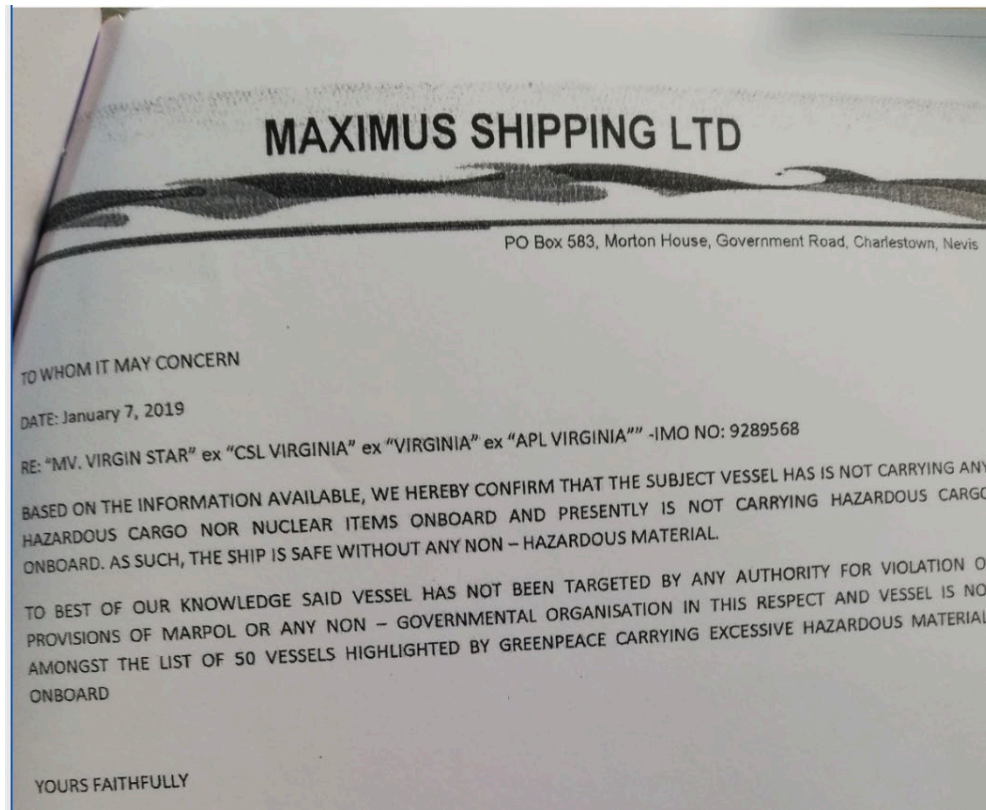 MAXIMUS SHIPPING LTD
PO Box 583, Morton House, Government Road, Charlestown, Nevis
TO WHOM IT MAY CONCERN
DATE: January 7, 2019
RE: "MV. VIRGIN STAR" ex "CSL VIRGINIA" ex "VIRGINIA" ex "APL VIRGINIA"" -IMO NO: 9289568
BASED ON THE INFORMATION AVAILABLE, WE HEREBY CONFIRM THAT THE SUBJECT VESSEL HAS IS NOT CARRYING ANY
HAZARDOUS CARGO NOR NUCLEAR ITEMS ONBOARD AND PRESENTLY IS NOT CARRYING HAZARDOUS CARGO
ONBOARD. AS SUCH, THE SHIP IS SAFE WITHOUT ANY NON – HAZARDOUS MATERIAL.
TO BEST OF OUR KNOWLEDGE SAID VESSEL HAS NOT BEEN TARGETED BY ANY AUTHORITY FOR VIOLATION O
PROVISIONS OF MARPOL OR ANY NON – GOVERNMENTAL ORGANISATION IN THIS RESPECT AND VESSEL IS NO
AMONGST THE LIST OF 50 VESSELS HIGHLIGHTED BY GREENPEACE CARRYING EXCESSIVE HAZARDOUS MATERIAL
ONBOARD
YOURS FAITHFULLY